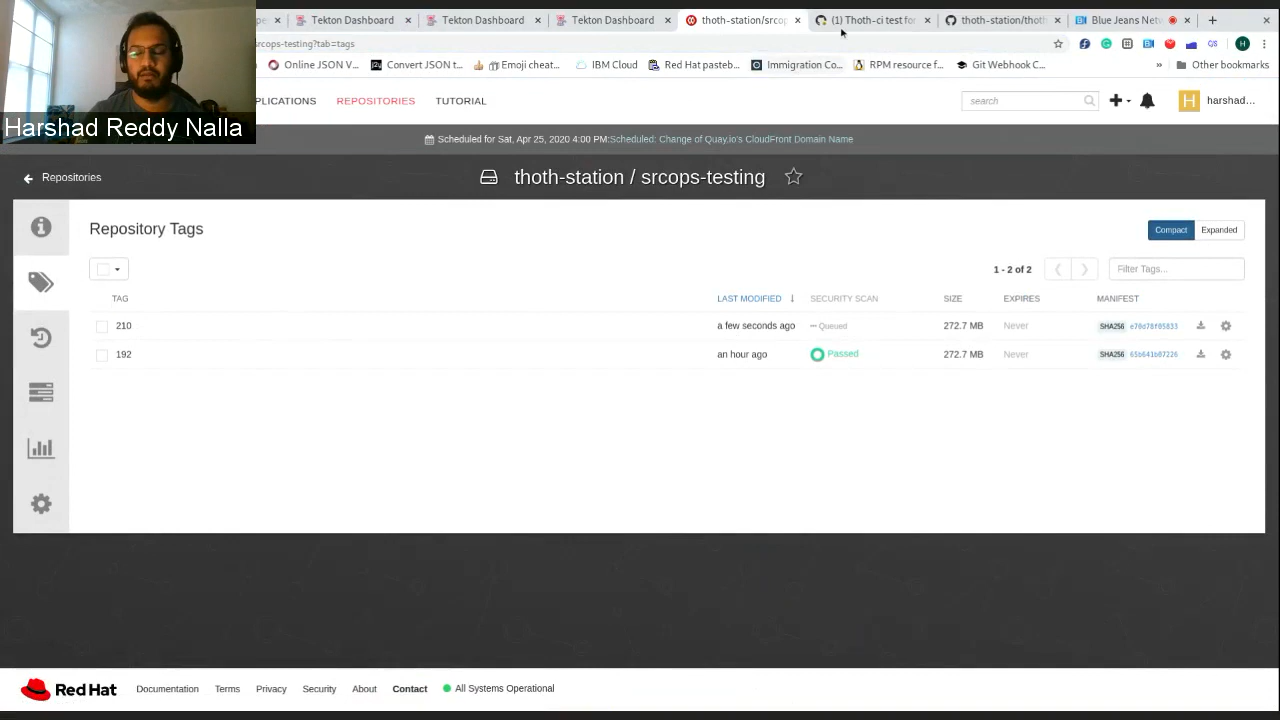 Tekton Dashboard
Tekton Dashboard
Tekton Dashboard
thoth-station/srcop
(1) Thoth-ci test for
thoth-station/thoth
Blue Jeans Net
srcops-testing?tab=tags
Online JSON V...
Convert JSON t...
Emoji cheat...
IBM Cloud
Red Hat pasteb...
Immigration Co...
RPM resource f...
Git Webhook C...
»
Other bookmarks
Harshad Reddy Nalla
PLICATIONS
REPOSITORIES
TUTORIAL
search
H
harshad...
Scheduled for Sat, Apr 25, 2020 4:00 PM:Scheduled: Change of Quay.io's CloudFront Domain Name
Repositories
thoth-station / srcops-testing
Repository Tags
Compact
Expanded
1 - 2 of 2
Filter Tags...
TAG
LAST MODIFIED
SECURITY SCAN
SIZE
EXPIRES
MANIFEST
210
a few seconds ago
Queued
272.7 MB
Never
SHA256 e70d78f05833
192
an hour ago
Passed
272.7 MB
Never
SHA256 65b641b07226
Red Hat
Documentation
Terms
Privacy
Security
About
Contact
All Systems Operational